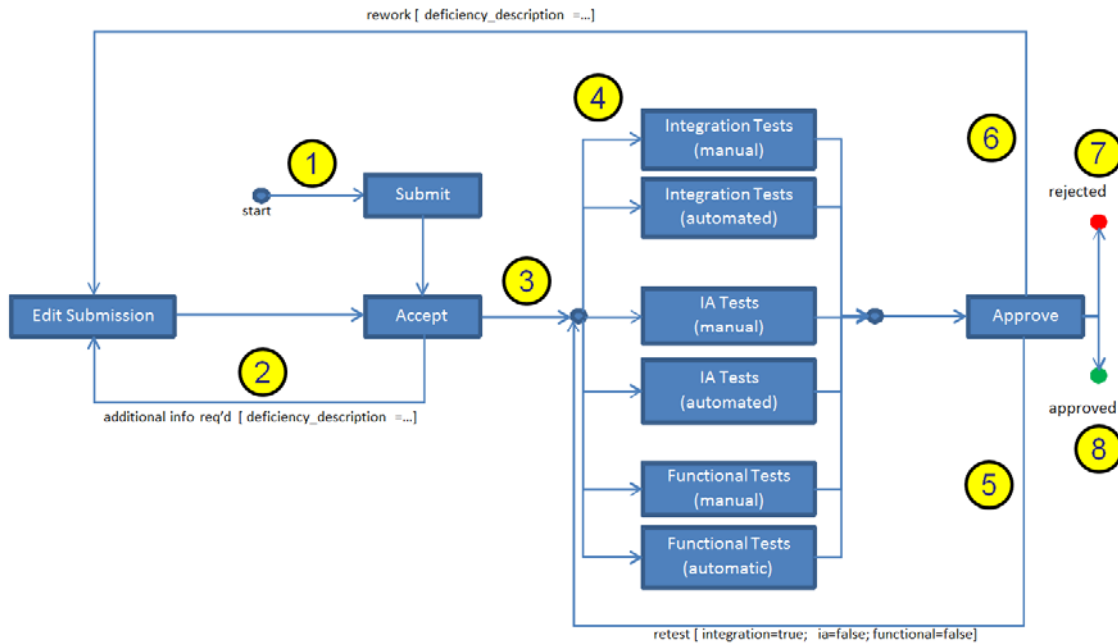 rework [ deficiency_description =...]
4
Integration Tests
(manual)
6
7
1
Submit
start
Integration Tests
(automated)
rejected
3
Edit Submission
Accept
IA Tests
(manual)
Approve
2
IA Tests
(automated)
additional info req'd [ deficiency_description =...]
approved
8
Functional Tests
(manual)
5
Functional Tests
(automatic)
retest [ integration=true; ia=false; functional=false]